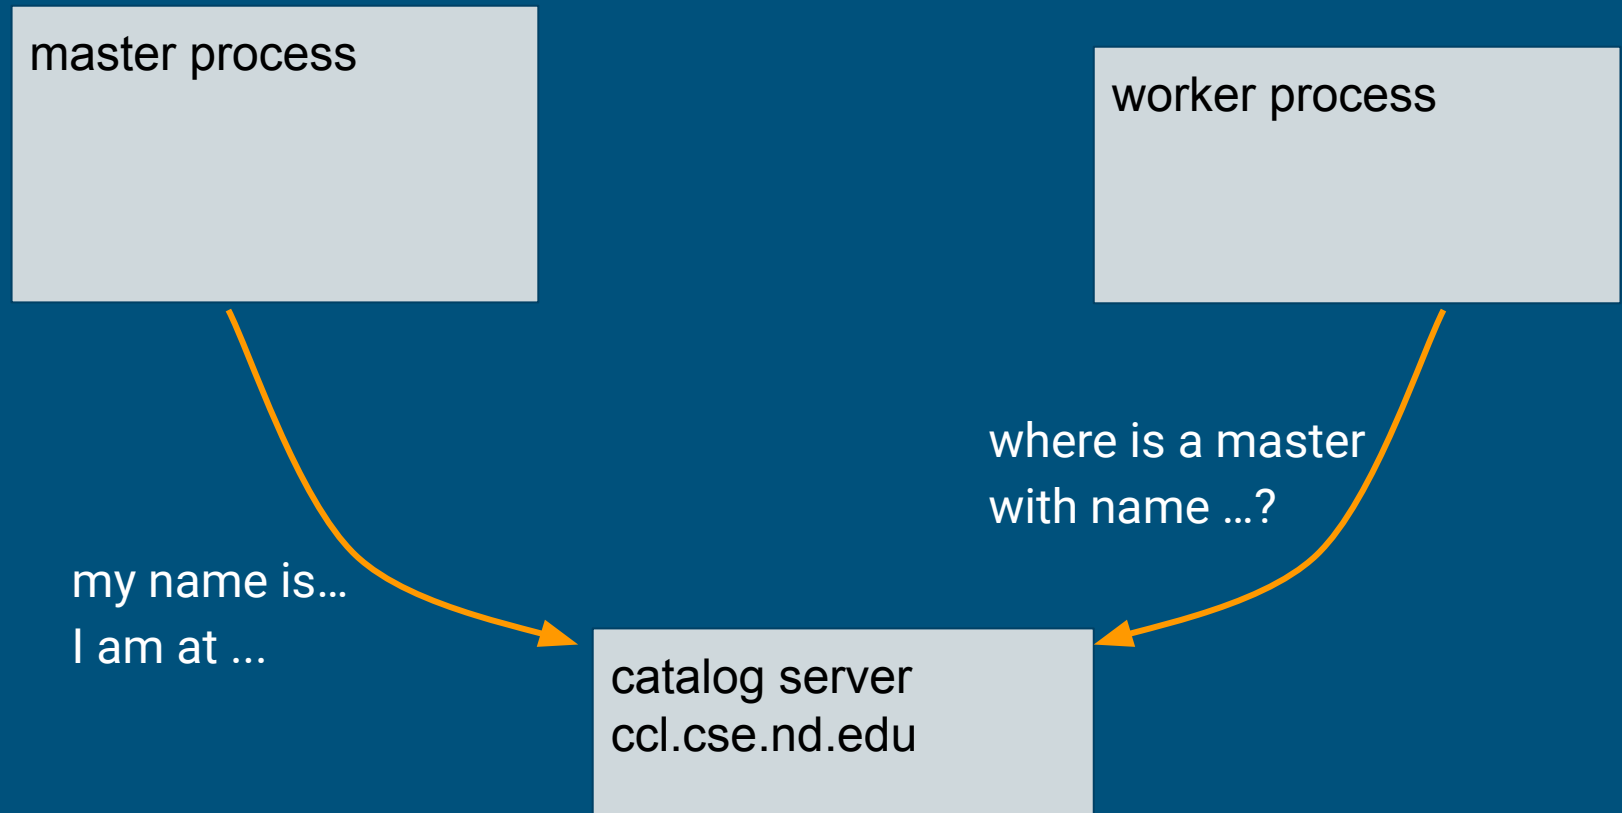 master process
worker process
where is a master
with name ...?
my name is...
I am at ...
catalog server
ccl.cse.nd.edu